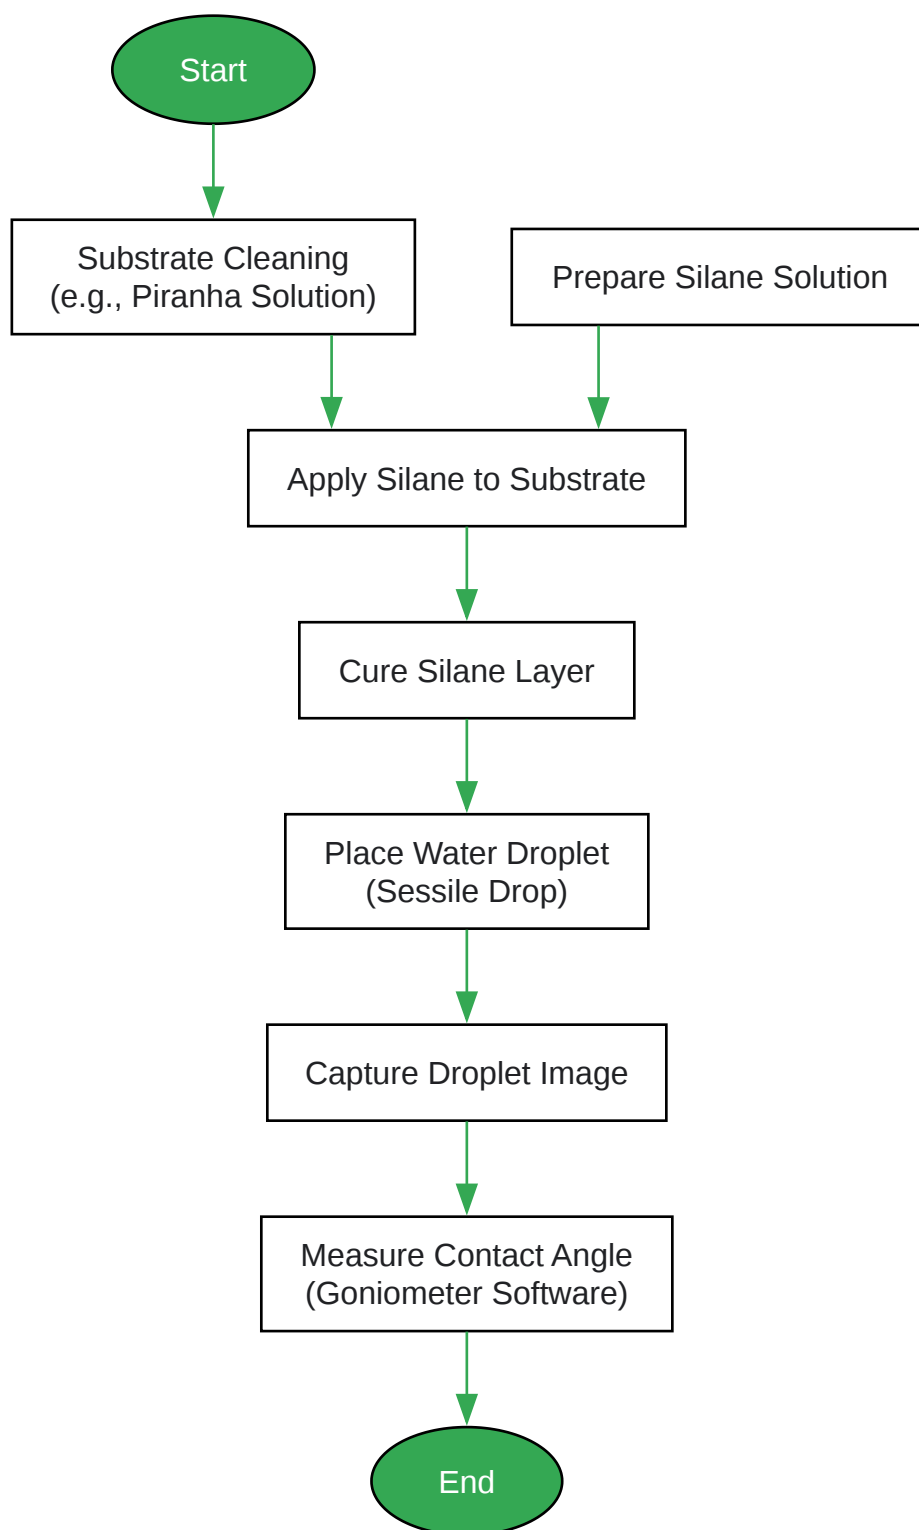 Start
Substrate Cleaning
(e.g., Piranha Solution)
Prepare Silane Solution
Apply Silane to Substrate
Cure Silane Layer
Place Water Droplet
(Sessile Drop)
Capture Droplet Image
Measure Contact Angle
(Goniometer Software)
End